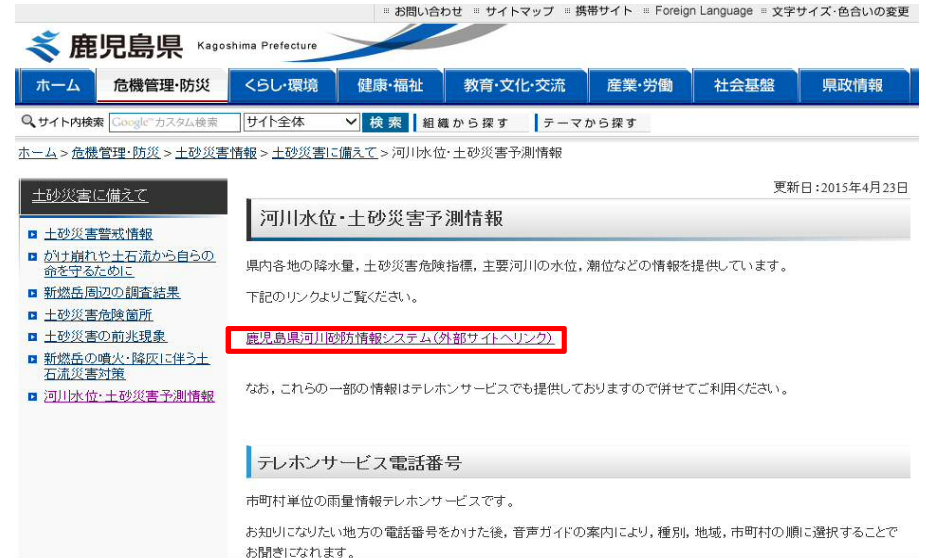 お問い合わせ サイトマップ 携帯サイト Foreign Language 文字サイズ・色合いの変更
鹿児島県 Kagoshima Prefecture
ホーム 危機管理・防災 くらし・環境 健康・福祉 教育・文化・交流 産業・労働 社会基盤 県政情報
サイト内検索 Google™カスタム検索 サイト全体 検索 組織から探す テーマから探す
ホーム > 危機管理・防災 > 土砂災害情報 > 土砂災害に備えて > 河川水位・土砂災害予測情報
土砂災害に備えて
土砂災害警戒情報
がけ崩れや土石流から自らの
命を守るために
新燃岳周辺の調査結果
土砂災害危険箇所
土砂災害の前兆現象
新燃岳の噴火・降灰に伴う土
石流災害対策
河川水位・土砂災害予測情報
更新日:2015年4月23日
河川水位・土砂災害予測情報
県内各地の降水量,土砂災害危険指標,主要河川の水位,潮位などの情報を提供しています。
下記のリンクよりご覧ください。
鹿児島県河川砂防情報システム(外部サイトへリンク)
なお,これらの一部の情報はテレホンサービスでも提供しておりますので併せてご利用ください。
テレホンサービス電話番号
市町村単位の雨量情報テレホンサービスです。
お知りになりたい地方の電話番号をかけた後,音声ガイドの案内により,種別,地域,市町村の順に選択することで
お聞きになれます。